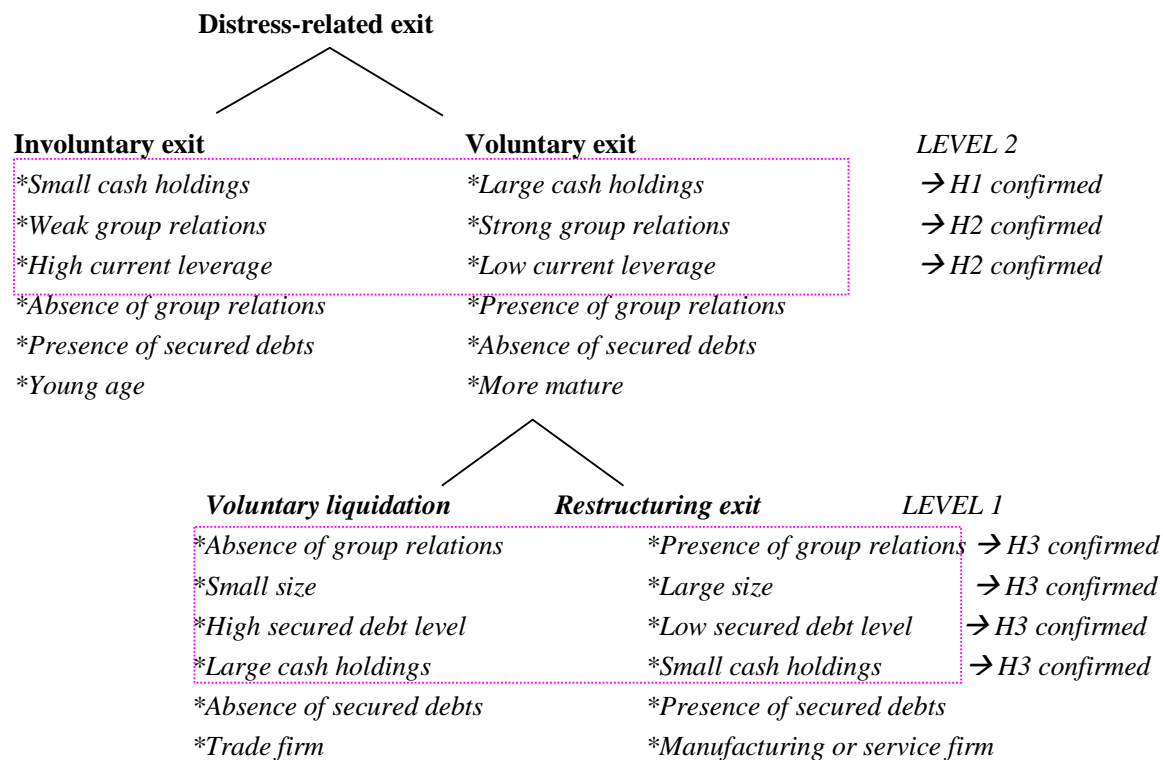 Distress-related exit
Involuntary exit Voluntary exit LEVEL 2
*Small cash holdings *Large cash holdings → H1 confirmed
*Weak group relations *Strong group relations → H2 confirmed
*High current leverage *Low current leverage → H2 confirmed
*Absence of group relations *Presence of group relations
*Presence of secured debts *Absence of secured debts
*Young age *More mature
Voluntary liquidation Restructuring exit LEVEL 1
*Absence of group relations *Presence of group relations → H3 confirmed
*Small size *Large size → H3 confirmed
*High secured debt level *Low secured debt level → H3 confirmed
*Large cash holdings *Small cash holdings → H3 confirmed
*Absence of secured debts *Presence of secured debts
*Trade firm *Manufacturing or service firm